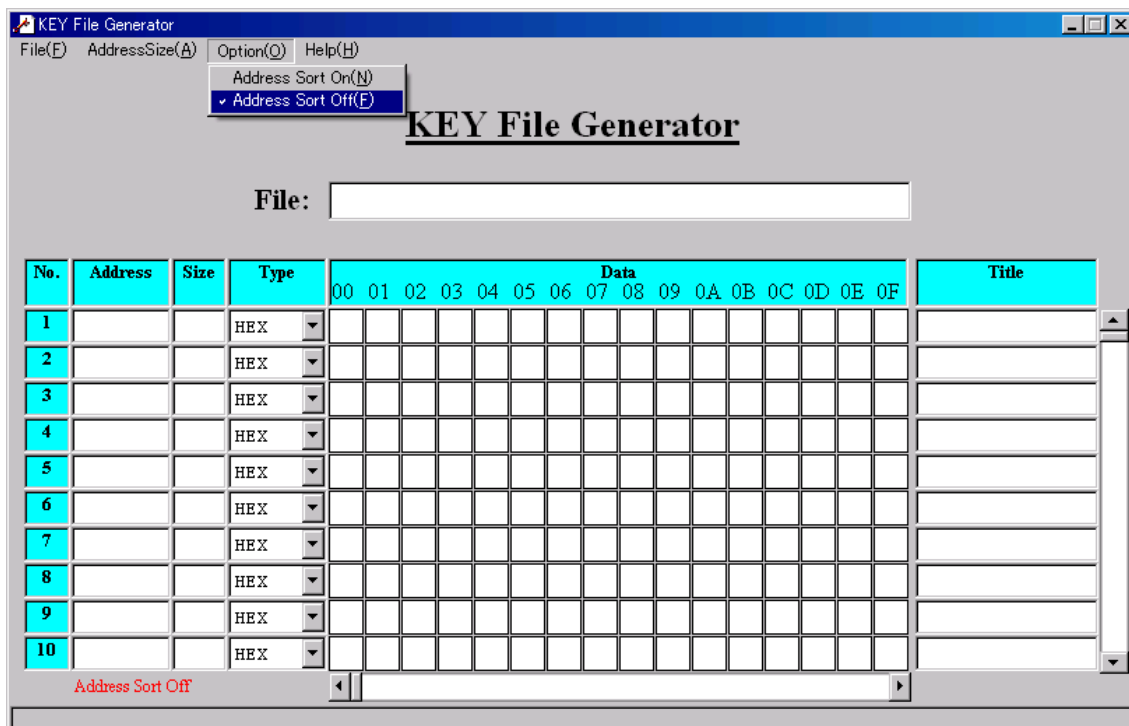 KEY File Generator
File(F) AddressSize(A) Option(O) Help(H)
Address Sort On(N)
Address Sort Off(F)
KEY File Generator
File:
No. Address Size Type Data Title
00 01 02 03 04 05 06 07 08 09 0A 0B 0C 0D 0E 0F
1 HEX
2 HEX
3 HEX
4 HEX
5 HEX
6 HEX
7 HEX
8 HEX
9 HEX
10 HEX
Address Sort Off